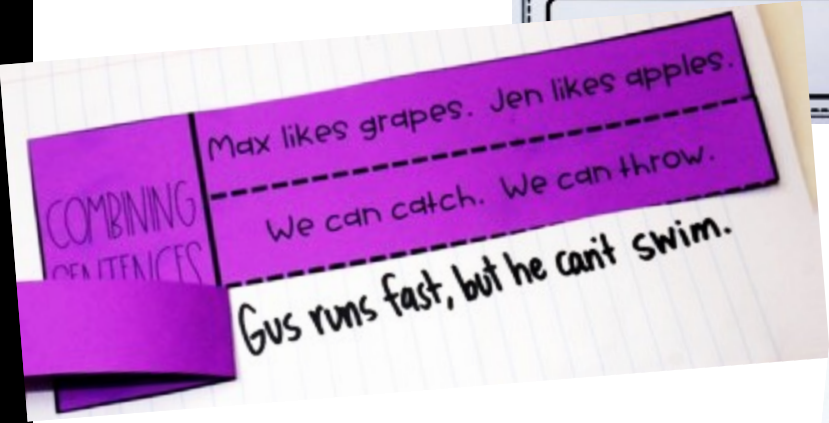 COMBINING
SENTENCES
Max likes grapes. Jen likes apples.
We can catch. We can throw.
Gus runs fast, but he can't swim.